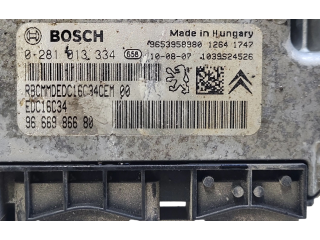 BOSCH
Made in Hungary
9653958980 1264 1747
0 281 013 334 658 10-08-07 1039S24526
RBCMMDEDC16C34CEM 00
EDC16C34
96 669 866 80